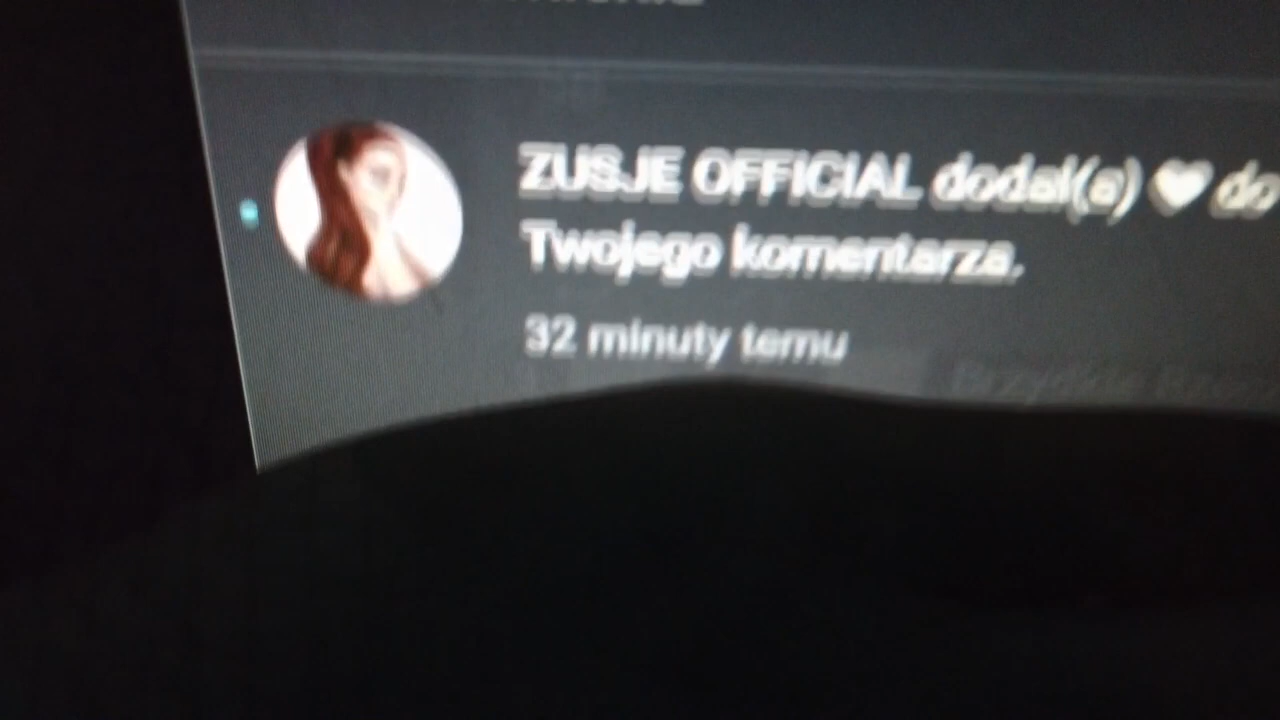 ZUSJE OFFICIAL dodał(a) ❤ do
Twojego komentarza.
32 minuty temu